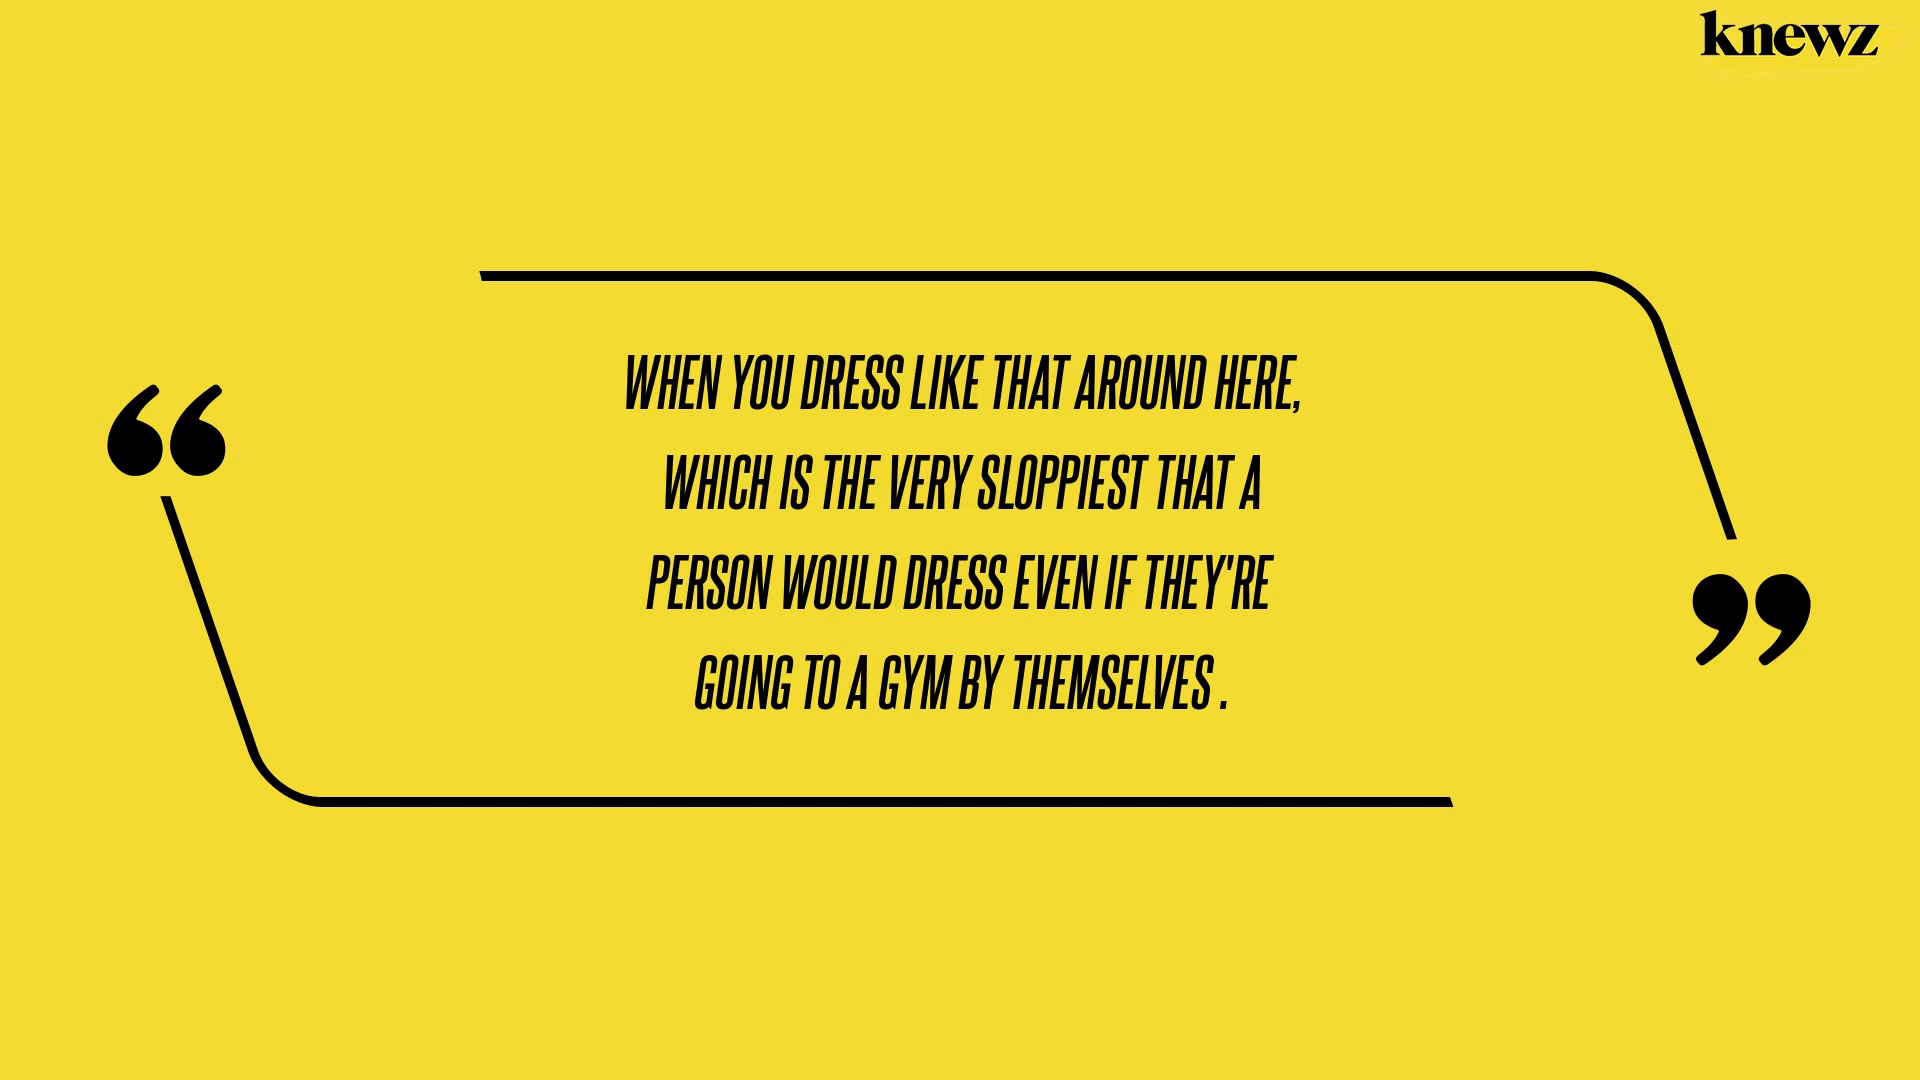 knewz
WHEN YOU DRESS LIKE THAT AROUND HERE,
WHICH IS THE VERY SLOPPIEST THAT A
PERSON WOULD DRESS EVEN IF THEY'RE
GOING TO A GYM BY THEMSELVES .